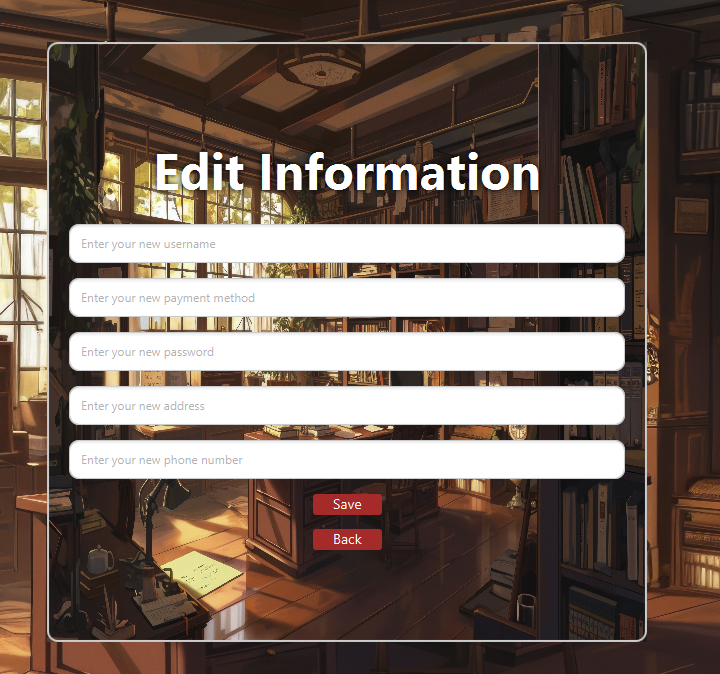 Edit Information
Enter your new username
Enter your new payment method
Enter your new password
Enter your new address
Enter your new phone number
Save
Back